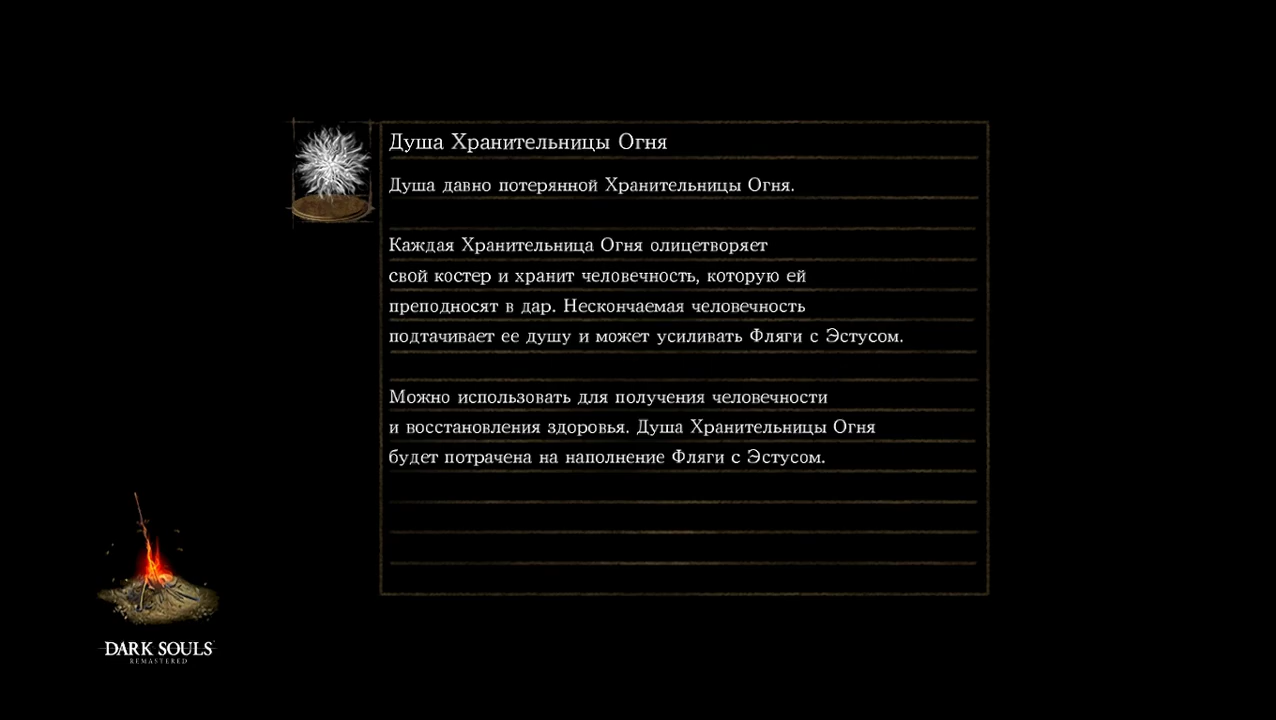 Душа Хранительницы Огня
Душа давно потерянной Хранительницы Огня.
Каждая Хранительница Огня олицетворяет
свой костер и хранит человечность, которую ей
преподносят в дар. Нескончаемая человечность
подтачивает ее душу и может усиливать Фляги с Эстусом.
Можно использовать для получения человечности
и восстановления здоровья. Душа Хранительницы Огня
будет потрачена на наполнение Фляги с Эстусом.
DARK SOULS
REMASTERED